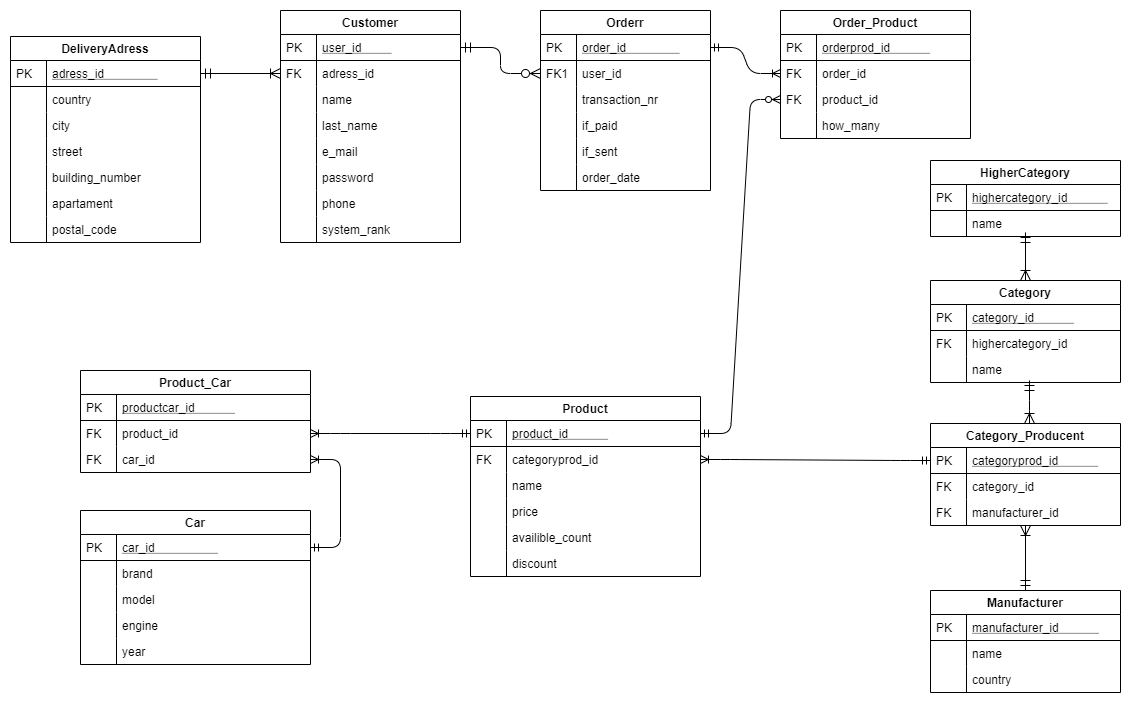 DeliveryAdress
PK adress_id
country
city
street
building_number
apartament
postal_code
Customer
PK user_id
FK adress_id
name
last_name
e_mail
password
phone
system_rank
Orderr
PK order_id
FK1 user_id
transaction_nr
if_paid
if_sent
order_date
Order_Product
PK orderprod_id
FK order_id
FK product_id
how_many
HigherCategory
PK highercategory_id
name
Category
PK category_id
FK highercategory_id
name
Product_Car
PK productcar_id
FK product_id
FK car_id
Product
PK product_id
FK categoryprod_id
name
price
availible_count
discount
Category_Producent
PK categoryprod_id
FK category_id
FK manufacturer_id
Car
PK car_id
brand
model
engine
year
Manufacturer
PK manufacturer_id
name
country